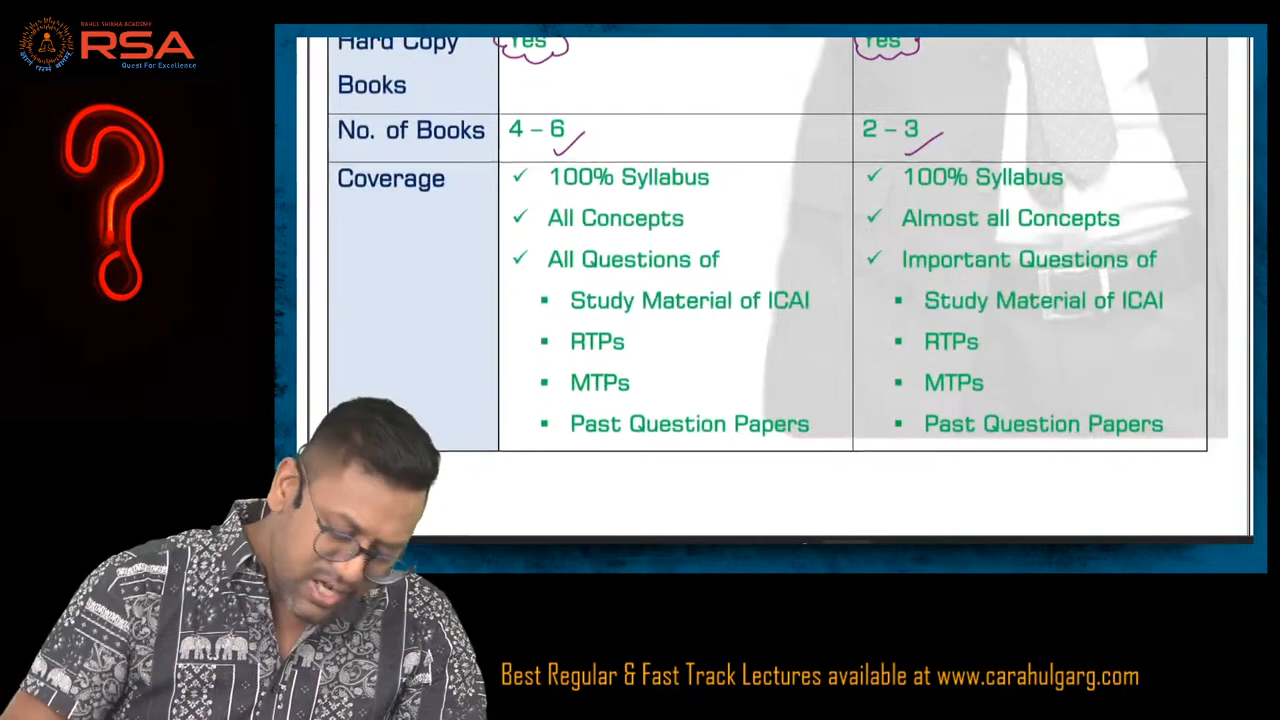 RAHUL SHIKHA ACADEMY
RSA
Quest For Excellence
Hard Copy Books
Yes
Yes
No. of Books
4 – 6
2 – 3
Coverage
✓ 100% Syllabus
✓ All Concepts
✓ All Questions of
▪ Study Material of ICAI
▪ RTPs
▪ MTPs
▪ Past Question Papers
✓ 100% Syllabus
✓ Almost all Concepts
✓ Important Questions of
▪ Study Material of ICAI
▪ RTPs
▪ MTPs
▪ Past Question Papers
Best Regular & Fast Track Lectures available at www.carahulgarg.com